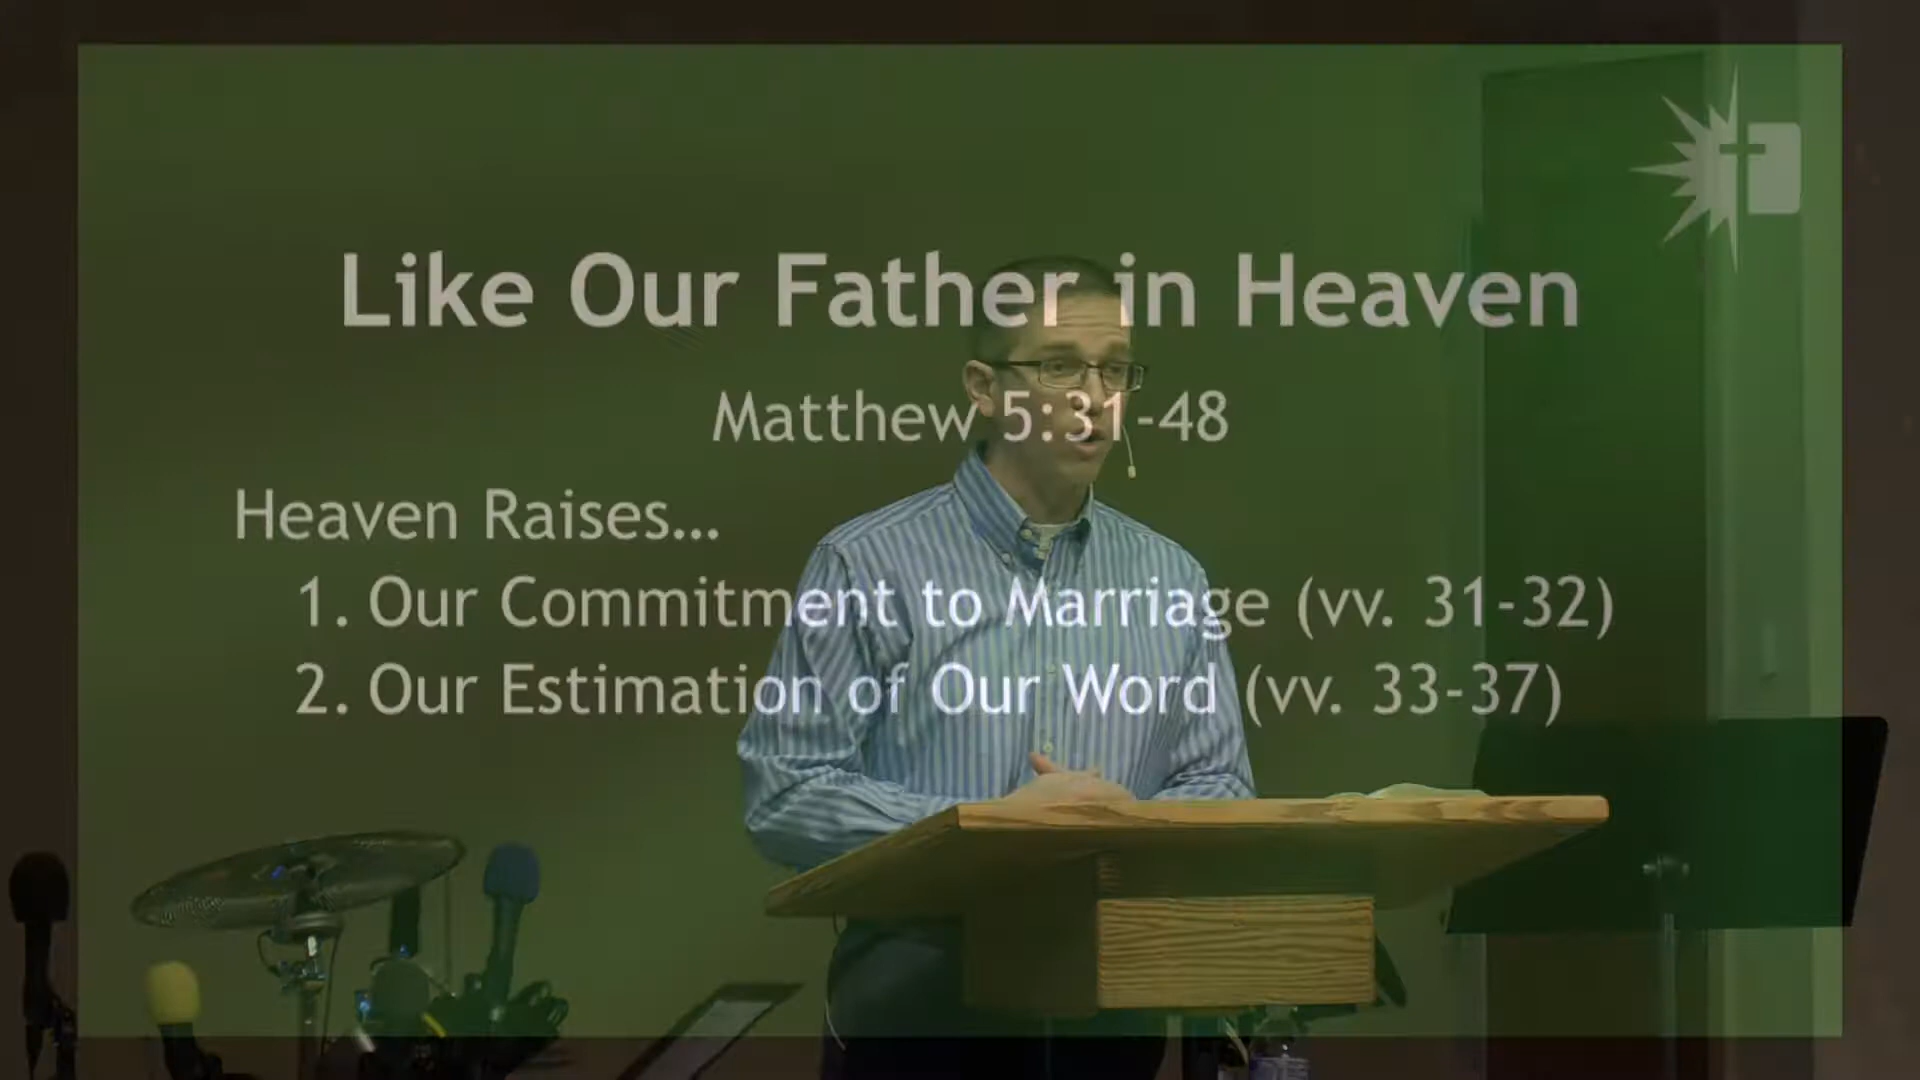 Like Our Father in Heaven
Matthew 5:31-48
Heaven Raises...
1. Our Commitment to Marriage (vv. 31-32)
2. Our Estimation of Our Word (vv. 33-37)